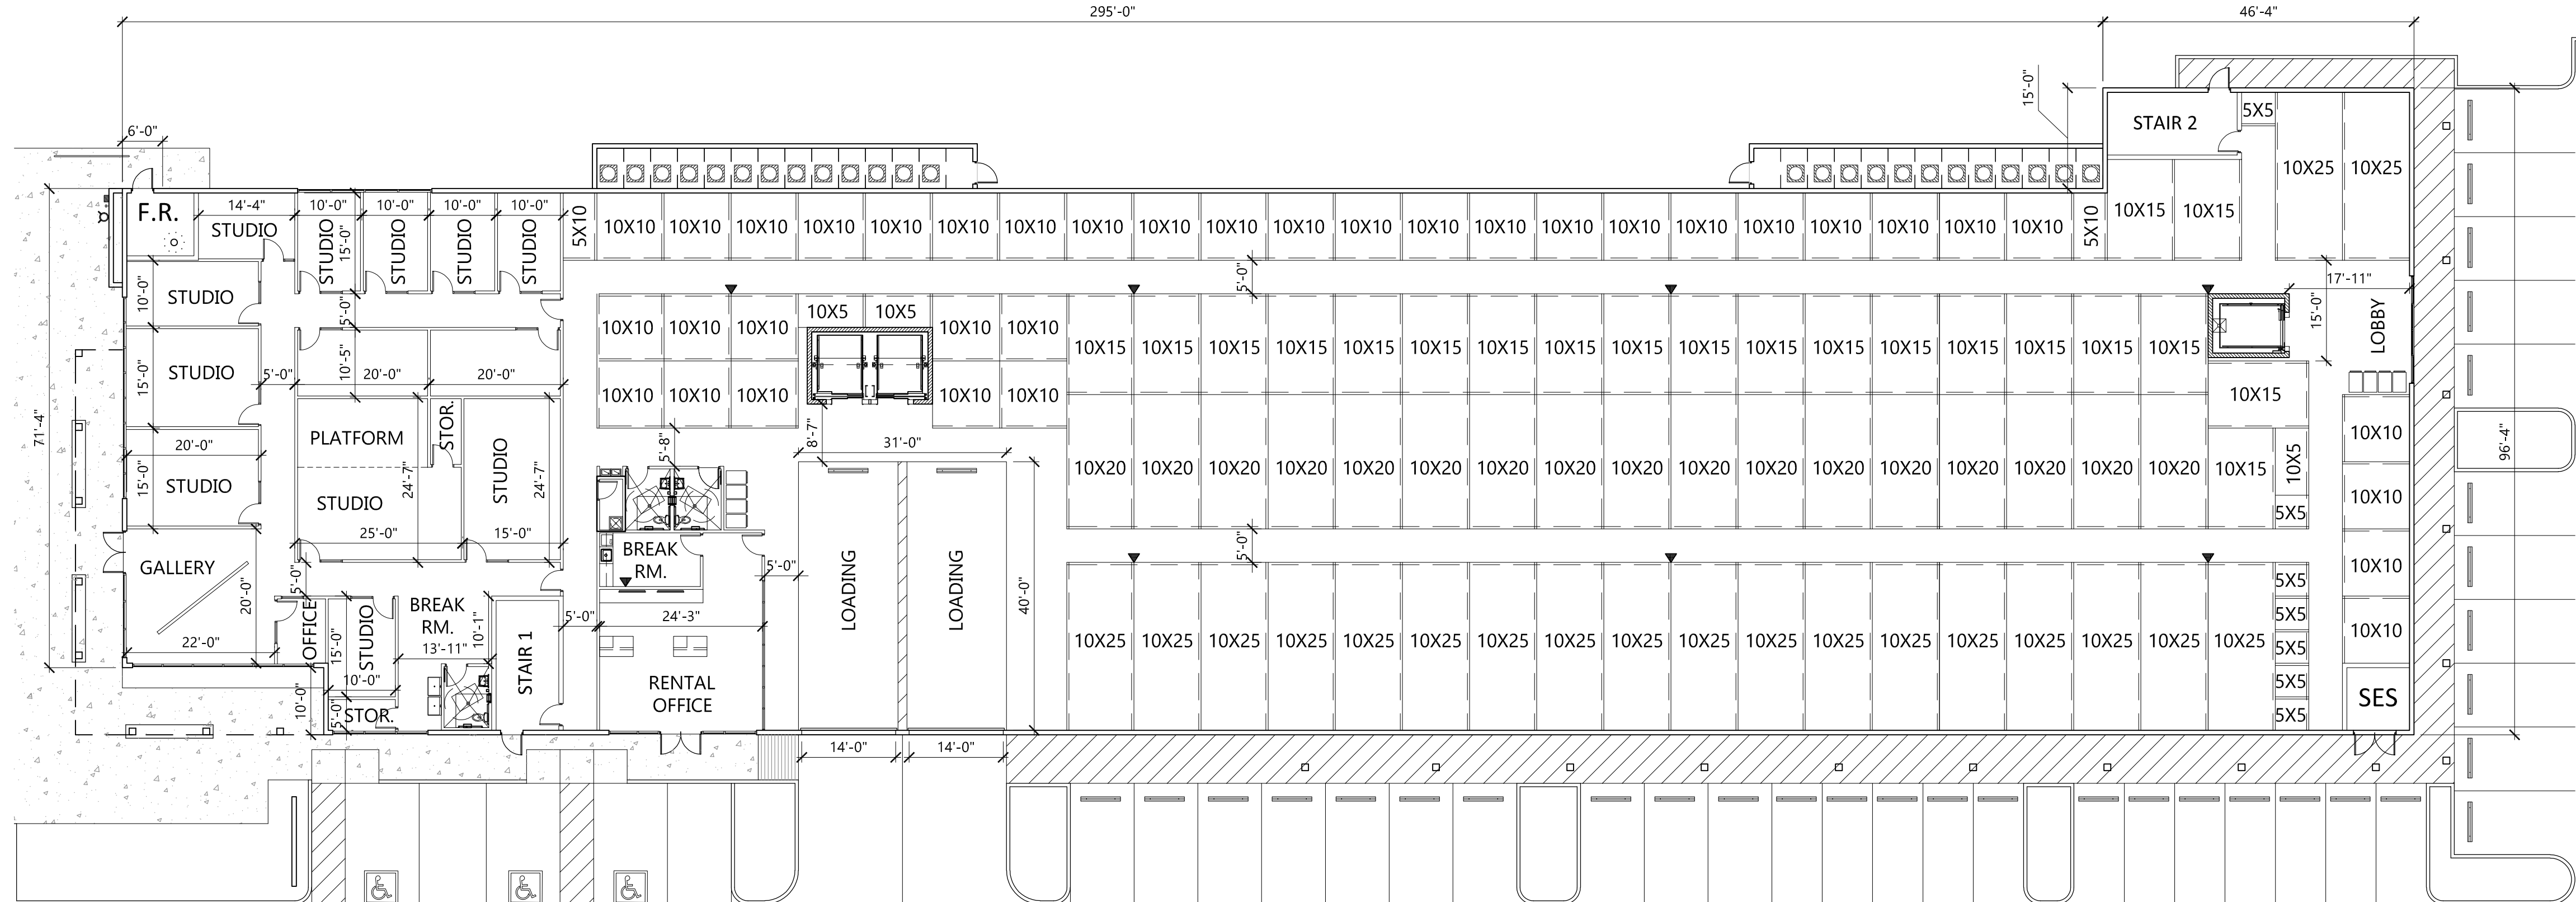 295'-0" 46'-4"
15'-0"
5X5
STAIR 2
6'-0"
10X25 10X25
F.R. 14'-4" 10'-0" 10'-0" 10'-0" 10'-0"
STUDIO STUDIO 15'-0" STUDIO STUDIO STUDIO
5X10 10X10 10X10 10X10 10X10 10X10 10X10 10X10 10X10 10X10 10X10 10X10 10X10 10X10 10X10 10X10 10X10 10X10 10X10 10X10 10X10 10X10 10X10 5X10 10X15 10X15
5'-0" 17'-11"
10'-0" STUDIO 5'-0"
10X10 10X10 10X10 10X5 10X5 10X10 10X10
15'-0" LOBBY
10X15 10X15 10X15 10X15 10X15 10X15 10X15 10X15 10X15 10X15 10X15 10X15 10X15 10X15 10X15 10X15 10X15
15'-0" STUDIO 5'-0" 10'-5" 20'-0" 20'-0"
10X10 10X10 10X10 10X10 10X10 10X15
71'-4" 96'-4"
PLATFORM STOR.
20'-0" 5'-8" 8'-7" 31'-0"
10X10
15'-0" STUDIO STUDIO 24'-7" STUDIO 24'-7"
10X20 10X20 10X20 10X20 10X20 10X20 10X20 10X20 10X20 10X20 10X20 10X20 10X20 10X20 10X20 10X20 10X20 10X15 10X5
10X10
5X5
25'-0" 15'-0"
5'-0"
BREAK
RM.
GALLERY 5'-0" 5'-0" LOADING LOADING 40'-0"
10X10
5X5
20'-0" OFFICE 15'-0" STUDIO
BREAK
RM.
10'-1" STAIR 1 5'-0" 24'-3"
5X5
10X10
22'-0" 13'-11"
10X25 10X25 10X25 10X25 10X25 10X25 10X25 10X25 10X25 10X25 10X25 10X25 10X25 10X25 10X25 10X25 10X25 10X25 5X5
10'-0" 10'-0"
RENTAL
OFFICE
5X5
SES
5'-0" STOR.
5X5
14'-0" 14'-0"